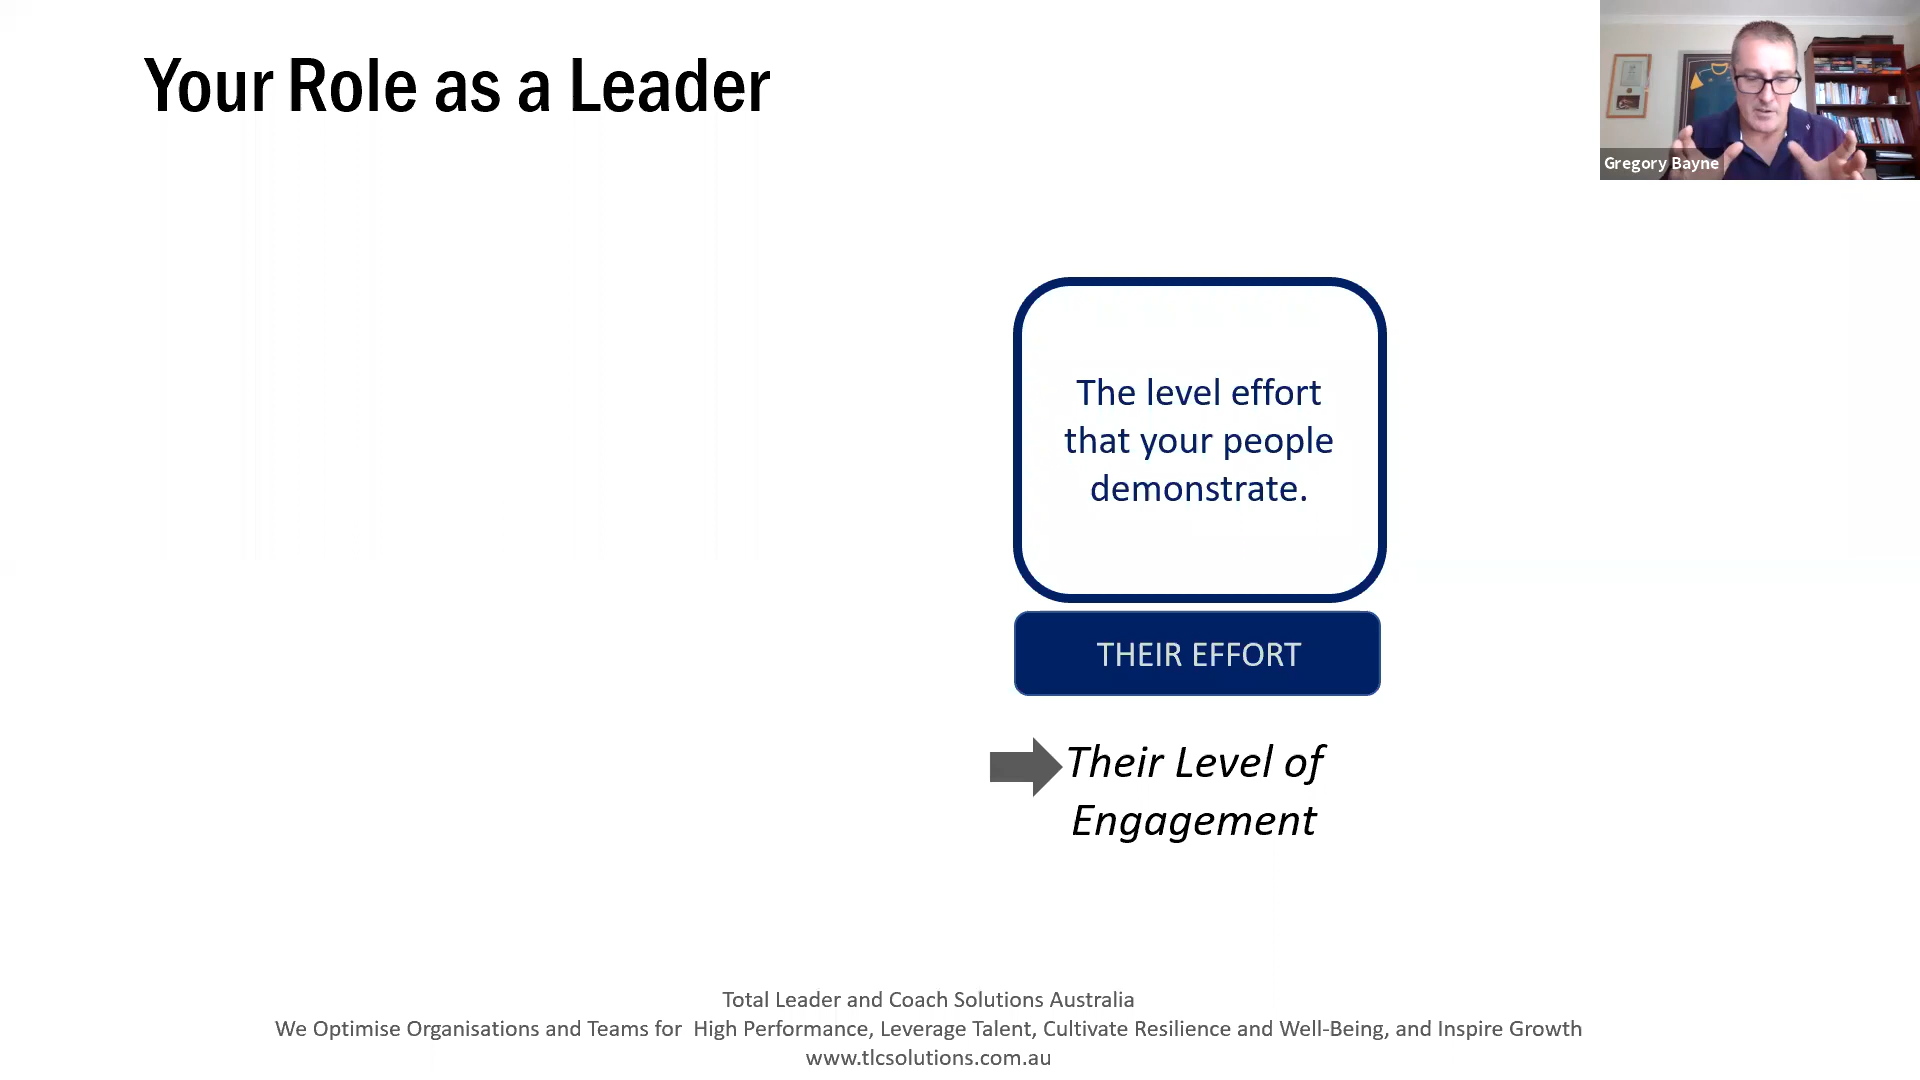 Your Role as a Leader
Gregory Bayne
The level effort
that your people
demonstrate.
THEIR EFFORT
Their Level of
Engagement
Total Leader and Coach Solutions Australia
We Optimise Organisations and Teams for  High Performance, Leverage Talent, Cultivate Resilience and Well-Being, and Inspire Growth
www.tlcsolutions.com.au